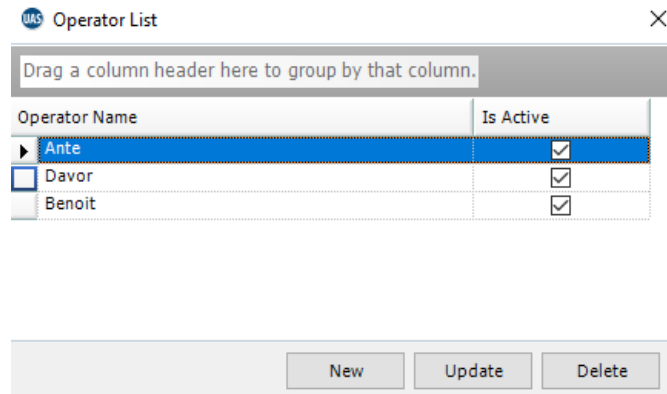 UAS Operator List
Drag a column header here to group by that column.
Operator Name Is Active
Ante
Davor
Benoit
New Update Delete